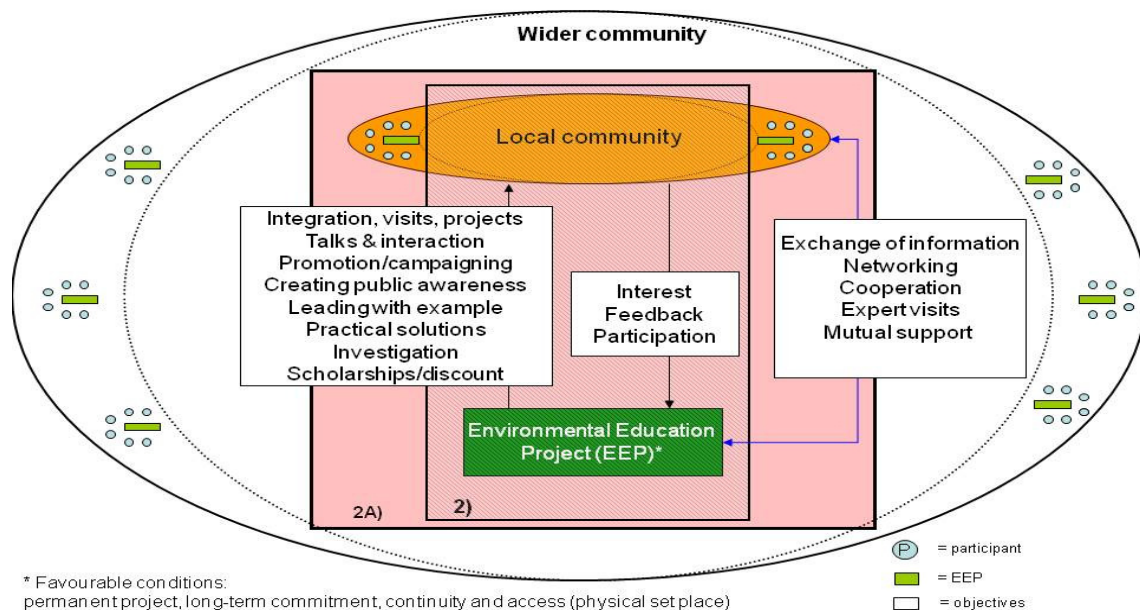 Wider community
Local community
Integration, visits, projects
Talks & interaction
Promotion/campaigning
Creating public awareness
Leading with example
Practical solutions
Investigation
Scholarships/discount
Interest
Feedback
Participation
Exchange of information
Networking
Cooperation
Expert visits
Mutual support
Environmental Education
Project (EEP)*
2A)
2)
P = participant
= EEP
= objectives
* Favourable conditions:
permanent project, long-term commitment, continuity and access (physical set place)